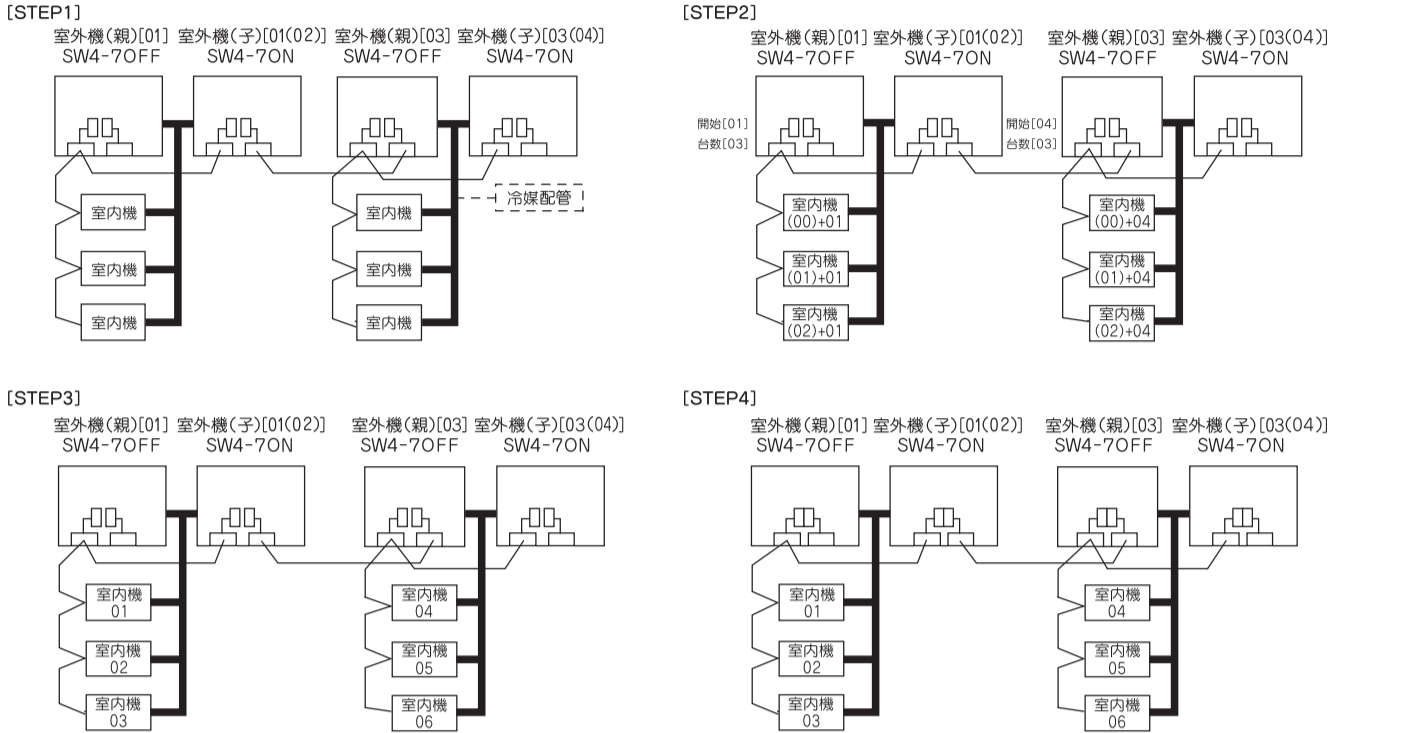 [STEP1]
室外機(親)[01] 室外機(子)[01(02)] 室外機(親)[03] 室外機(子)[03(04)]
SW4-7OFF SW4-7ON SW4-7OFF SW4-7ON
冷媒配管
室内機 室内機
室内機 室内機
室内機 室内機
[STEP2]
室外機(親)[01] 室外機(子)[01(02)] 室外機(親)[03] 室外機(子)[03(04)]
SW4-7OFF SW4-7ON SW4-7OFF SW4-7ON
開始[01] 開始[04]
台数[03] 台数[03]
室内機 室内機
(00)+01 (00)+04
室内機 室内機
(01)+01 (01)+04
室内機 室内機
(02)+01 (02)+04
[STEP3]
室外機(親)[01] 室外機(子)[01(02)] 室外機(親)[03] 室外機(子)[03(04)]
SW4-7OFF SW4-7ON SW4-7OFF SW4-7ON
室内機 室内機
01 04
室内機 室内機
02 05
室内機 室内機
03 06
[STEP4]
室外機(親)[01] 室外機(子)[01(02)] 室外機(親)[03] 室外機(子)[03(04)]
SW4-7OFF SW4-7ON SW4-7OFF SW4-7ON
室内機 室内機
01 04
室内機 室内機
02 05
室内機 室内機
03 06